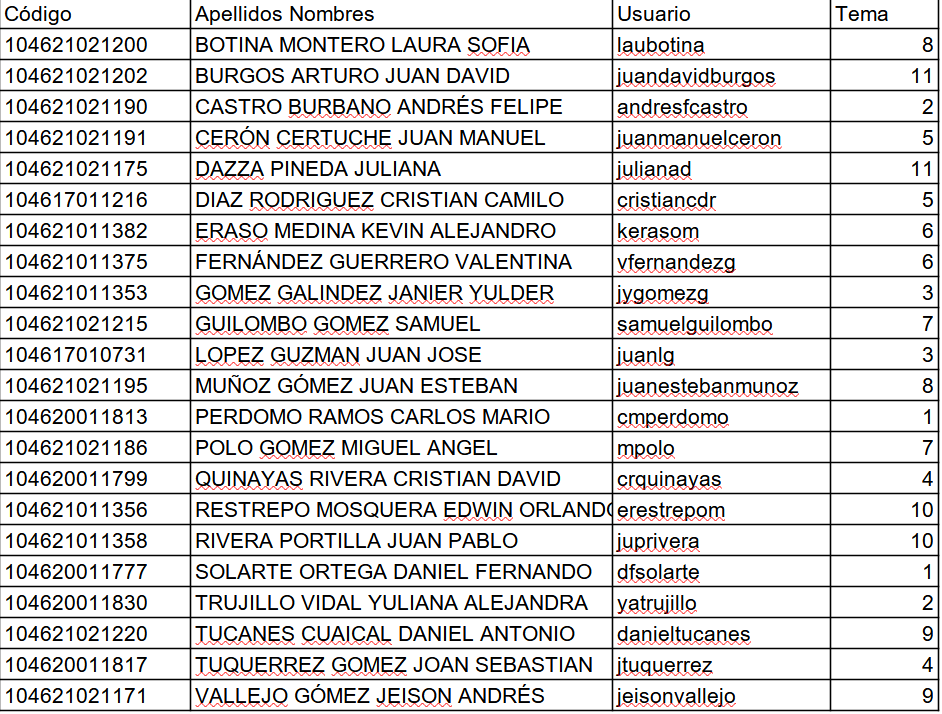 Código Apellidos Nombres Usuario Tema
104621021200 BOTINA MONTERO LAURA SOFIA laubotina 8
104621021202 BURGOS ARTURO JUAN DAVID juandavidburgos 11
104621021190 CASTRO BURBANO ANDRÉS FELIPE andresfcastro 2
104621021191 CERÓN CERTUCHE JUAN MANUEL juanmanuelceron 5
104621021175 DAZZA PINEDA JULIANA julianad 11
104617011216 DIAZ RODRIGUEZ CRISTIAN CAMILO cristiancdr 5
104621011382 ERASO MEDINA KEVIN ALEJANDRO kerasom 6
104621011375 FERNÁNDEZ GUERRERO VALENTINA vfernandezg 6
104621011353 GOMEZ GALINDEZ JANIER YULDER jygomezg 3
104621021215 GUILOMBO GOMEZ SAMUEL samuelguilombo 7
104617010731 LOPEZ GUZMAN JUAN JOSE juanlg 3
104621021195 MUÑOZ GÓMEZ JUAN ESTEBAN juanestebanmunoz 8
104620011813 PERDOMO RAMOS CARLOS MARIO cmperdomo 1
104621021186 POLO GOMEZ MIGUEL ANGEL mpolo 7
104620011799 QUINAYAS RIVERA CRISTIAN DAVID crquinayas 4
104621011356 RESTREPO MOSQUERA EDWIN ORLANDO erestrepom 10
104621011358 RIVERA PORTILLA JUAN PABLO juprivera 10
104620011777 SOLARTE ORTEGA DANIEL FERNANDO dfsolarte 1
104620011830 TRUJILLO VIDAL YULIANA ALEJANDRA yatrujillo 2
104621021220 TUCANES CUAICAL DANIEL ANTONIO danieltucanes 9
104620011817 TUQUERREZ GOMEZ JOAN SEBASTIAN jtuquerrez 4
104621021171 VALLEJO GÓMEZ JEISON ANDRÉS jeisonvallejo 9